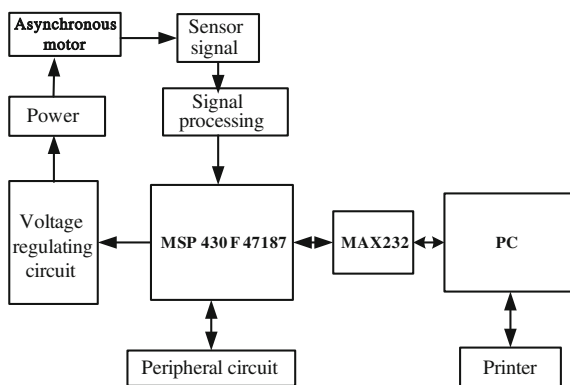 Asynchronous
motor
Sensor
signal
Power
Signal
processing
Voltage
regulating
circuit
MSP 430 F 47187
MAX232
PC
Peripheral circuit
Printer